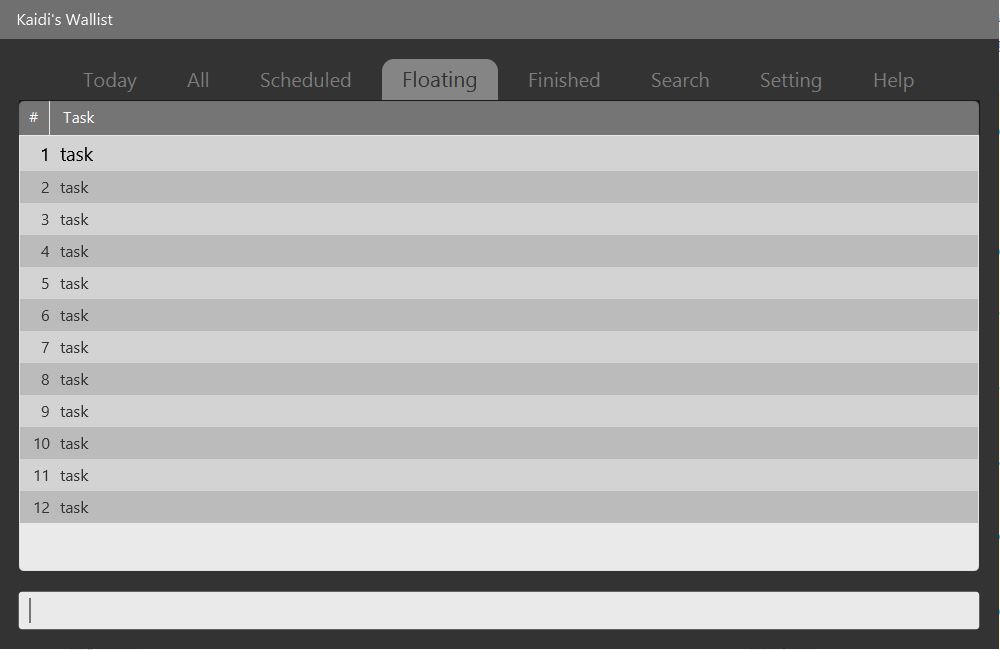 Kaidi's Wallist
Today All Scheduled Floating Finished Search Setting Help
# Task
1 task
2 task
3 task
4 task
5 task
6 task
7 task
8 task
9 task
10 task
11 task
12 task